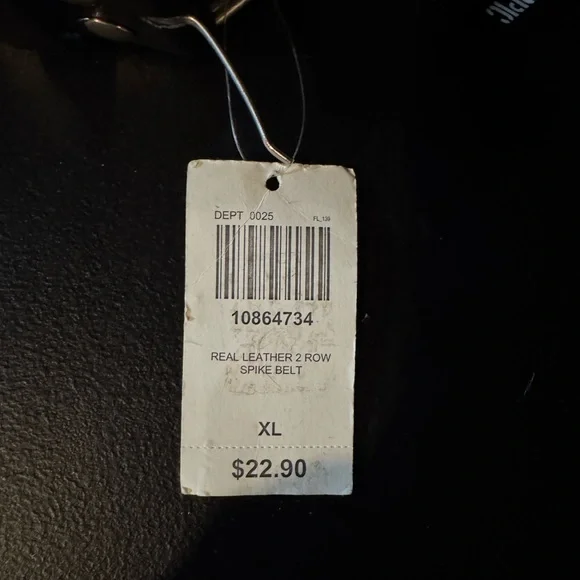 DEPT 0025 FL_139
10864734
REAL LEATHER 2 ROW
SPIKE BELT
XL
$22.90